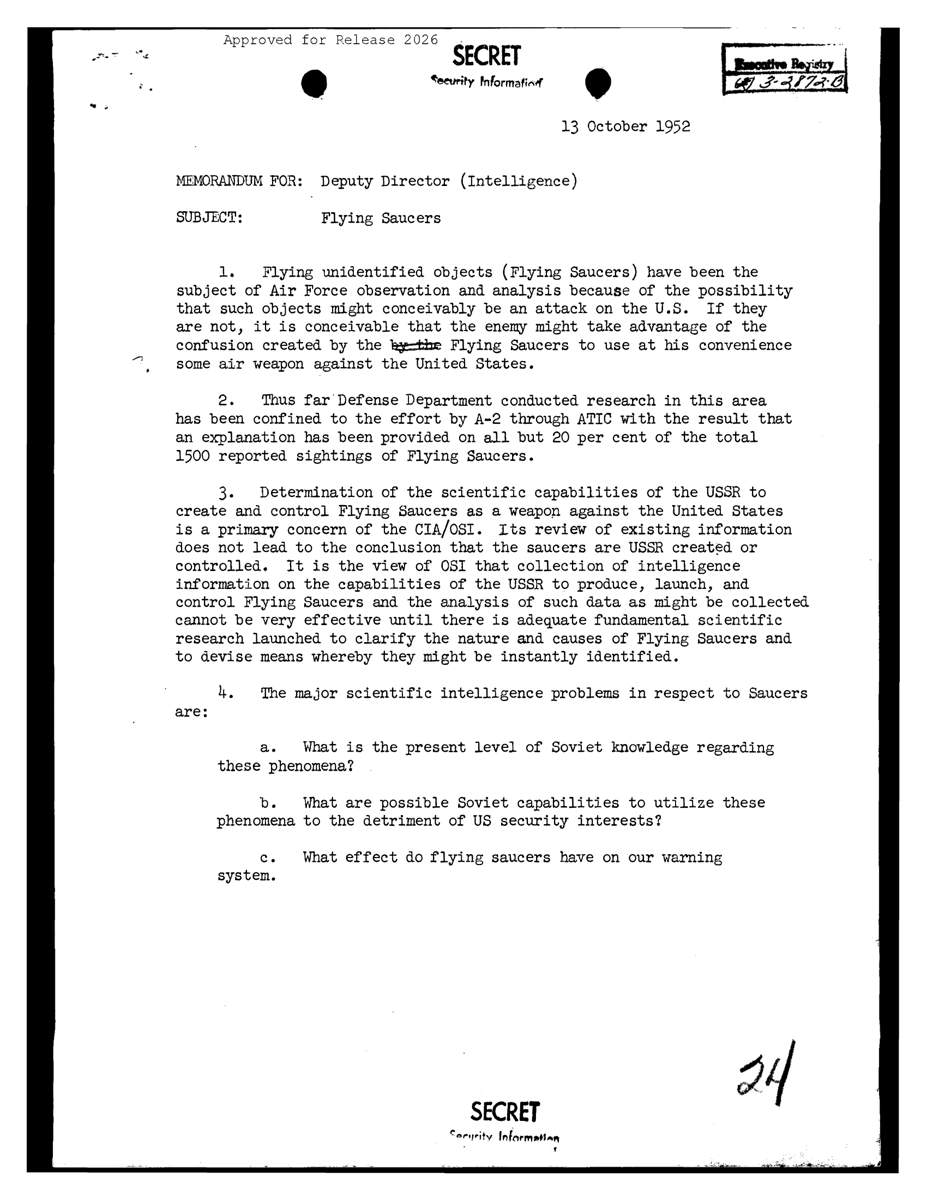 Approved for Release 2026
SECRET
Security Information
Executive Registry
3-2872-B
13 October 1952
MEMORANDUM FOR: Deputy Director (Intelligence)
SUBJECT: Flying Saucers
1. Flying unidentified objects (Flying Saucers) have been the
subject of Air Force observation and analysis because of the possibility
that such objects might conceivably be an attack on the U.S. If they
are not, it is conceivable that the enemy might take advantage of the
confusion created by the by the Flying Saucers to use at his convenience
some air weapon against the United States.
2. Thus far Defense Department conducted research in this area
has been confined to the effort by A-2 through ATIC with the result that
an explanation has been provided on all but 20 per cent of the total
1500 reported sightings of Flying Saucers.
3. Determination of the scientific capabilities of the USSR to
create and control Flying Saucers as a weapon against the United States
is a primary concern of the CIA/OSI. Its review of existing information
does not lead to the conclusion that the saucers are USSR created or
controlled. It is the view of OSI that collection of intelligence
information on the capabilities of the USSR to produce, launch, and
control Flying Saucers and the analysis of such data as might be collected
cannot be very effective until there is adequate fundamental scientific
research launched to clarify the nature and causes of Flying Saucers and
to devise means whereby they might be instantly identified.
4. The major scientific intelligence problems in respect to Saucers
are:
a. What is the present level of Soviet knowledge regarding
these phenomena?
b. What are possible Soviet capabilities to utilize these
phenomena to the detriment of US security interests?
c. What effect do flying saucers have on our warning
system.
24
SECRET
Security Information